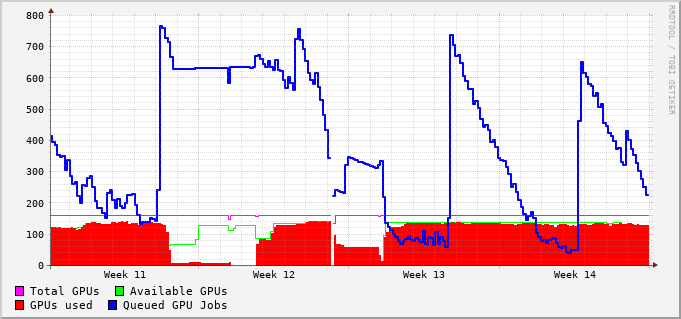 800
700
600
500
400
300
200
100
0
Week 11 Week 12 Week 13 Week 14
Total GPUs Available GPUs
GPUs used Queued GPU Jobs
RRDTOOL / TOBI OETIKER